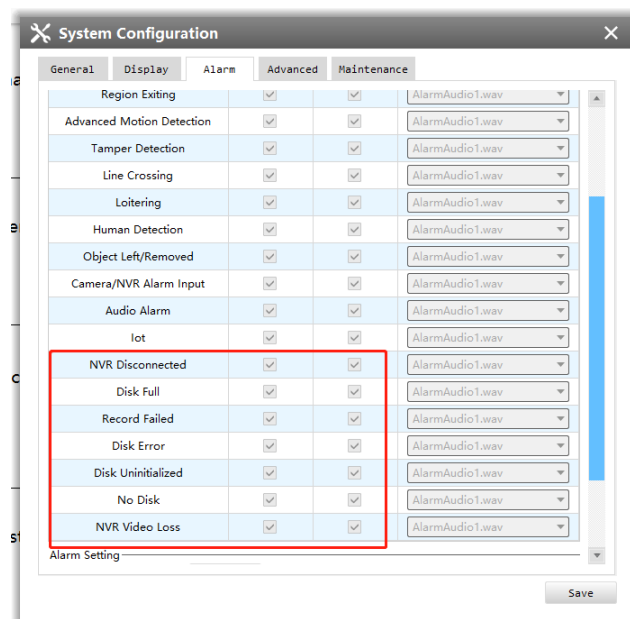 System Configuration
General Display Alarm Advanced Maintenance
Region Exiting AlarmAudio1.wav
Advanced Motion Detection AlarmAudio1.wav
Tamper Detection AlarmAudio1.wav
Line Crossing AlarmAudio1.wav
Loitering AlarmAudio1.wav
Human Detection AlarmAudio1.wav
Object Left/Removed AlarmAudio1.wav
Camera/NVR Alarm Input AlarmAudio1.wav
Audio Alarm AlarmAudio1.wav
Iot AlarmAudio1.wav
NVR Disconnected AlarmAudio1.wav
Disk Full AlarmAudio1.wav
Record Failed AlarmAudio1.wav
Disk Error AlarmAudio1.wav
Disk Uninitialized AlarmAudio1.wav
No Disk AlarmAudio1.wav
NVR Video Loss AlarmAudio1.wav
Alarm Setting
Save